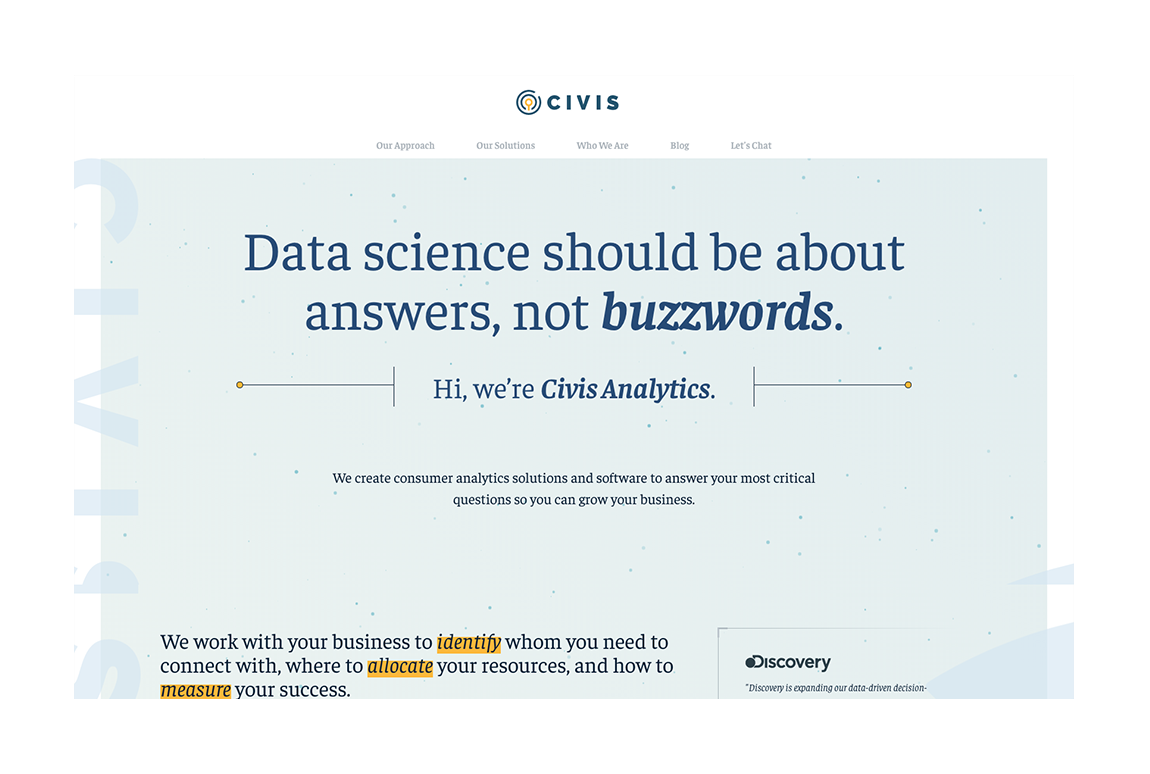 CIVIS
Our Approach Our Solutions Who We Are Blog Let's Chat
Data science should be about
answers, not buzzwords.
Hi, we’re Civis Analytics.
We create consumer analytics solutions and software to answer your most critical
questions so you can grow your business.
We work with your business to identify whom you need to
connect with, where to allocate your resources, and how to
measure your success.
Discovery
"Discovery is expanding our data-driven decision-
CIVIS